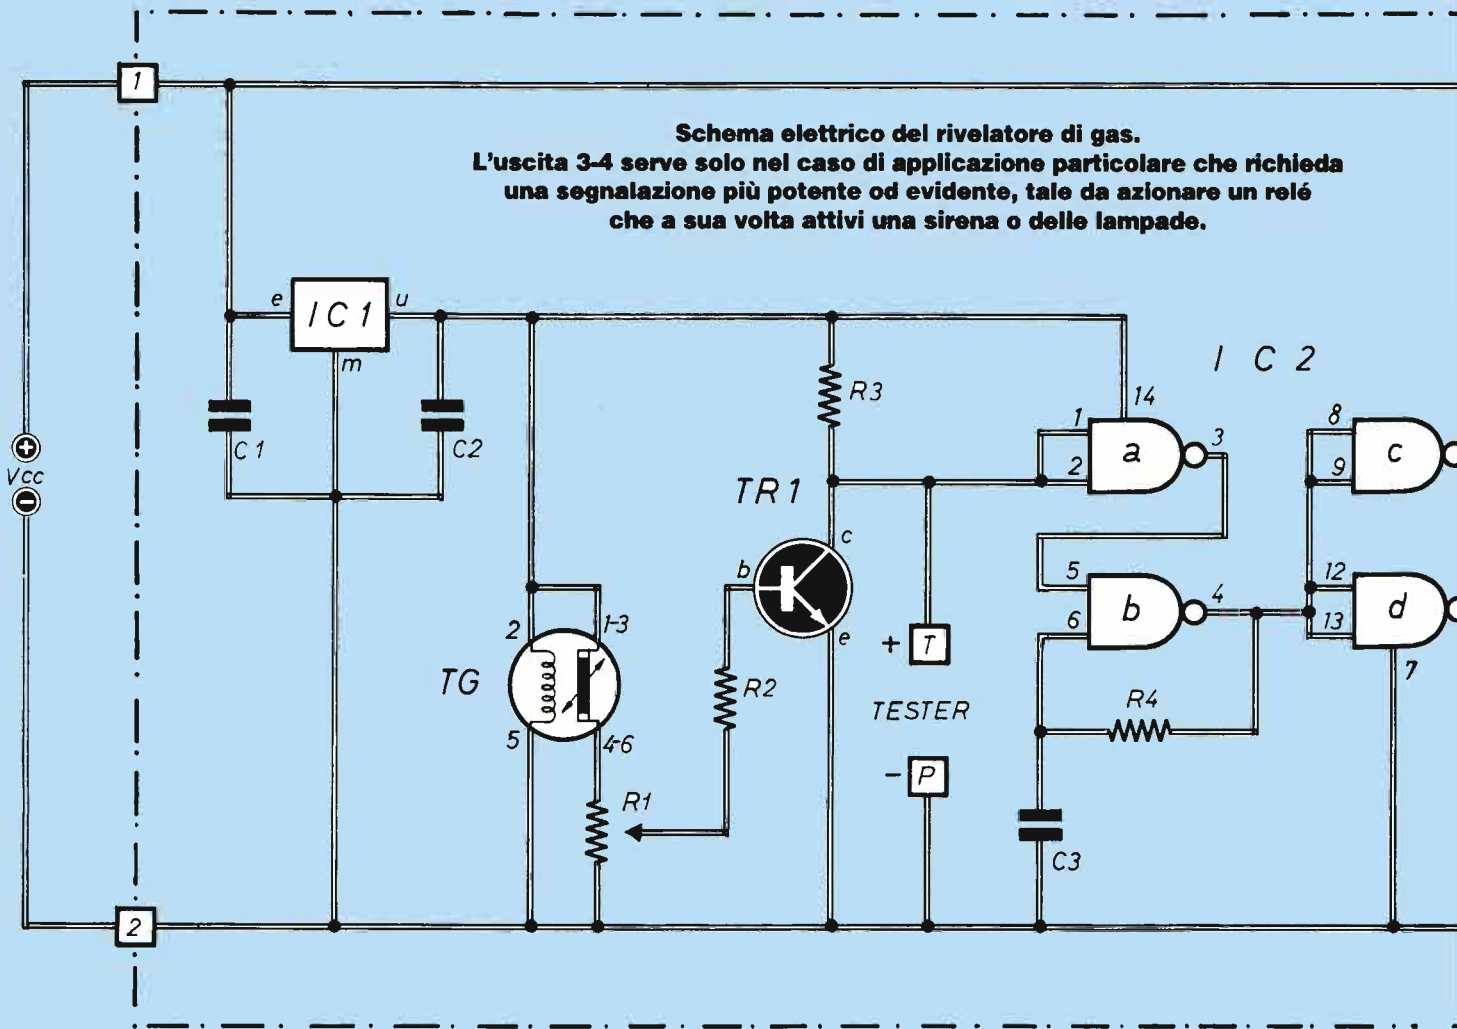 1
Schema elettrico del rivelatore di gas.
L'uscita 3-4 serve solo nel caso di applicazione particolare che richieda
una segnalazione più potente od evidente, tale da azionare un relé
che a sua volta attivi una sirena o delle lampade.
e
IC1
u
m
C1
C2
Vcc
R3
I C 2
14
1
2
a
3
8
9
c
TR1
c
b
e
5
6
b
4
12
13
d
7
2
1-3
TG
5
4-6
R2
+ T
TESTER
- P
R4
R1
C3
2